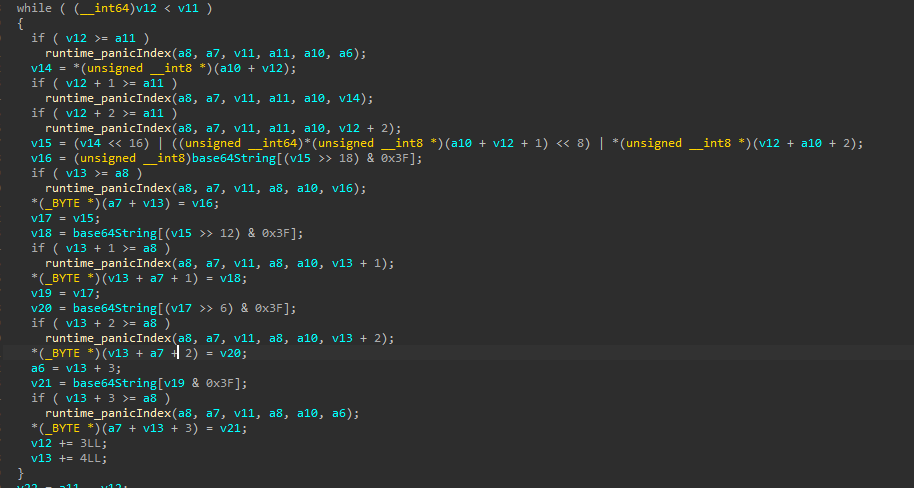 while ( (__int64)v12 < v11 )
{
if ( v12 >= a11 )
runtime_panicIndex(a8, a7, v11, a11, a10, a6);
v14 = *(unsigned __int8 *)(a10 + v12);
if ( v12 + 1 >= a11 )
runtime_panicIndex(a8, a7, v11, a11, a10, v14);
if ( v12 + 2 >= a11 )
runtime_panicIndex(a8, a7, v11, a11, a10, v12 + 2);
v15 = (v14 << 16) | ((unsigned __int64)*(unsigned __int8 *)(a10 + v12 + 1) << 8) | *(unsigned __int8 *)(v12 + a10 + 2);
v16 = (unsigned __int8)base64String[(v15 >> 18) & 0x3F];
if ( v13 >= a8 )
runtime_panicIndex(a8, a7, v11, a8, a10, v16);
*(_BYTE *)(a7 + v13) = v16;
v17 = v15;
v18 = base64String[(v15 >> 12) & 0x3F];
if ( v13 + 1 >= a8 )
runtime_panicIndex(a8, a7, v11, a8, a10, v13 + 1);
*(_BYTE *)(v13 + a7 + 1) = v18;
v19 = v17;
v20 = base64String[(v17 >> 6) & 0x3F];
if ( v13 + 2 >= a8 )
runtime_panicIndex(a8, a7, v11, a8, a10, v13 + 2);
*(_BYTE *)(v13 + a7 + 2) = v20;
a6 = v13 + 3;
v21 = base64String[v19 & 0x3F];
if ( v13 + 3 >= a8 )
runtime_panicIndex(a8, a7, v11, a8, a10, a6);
*(_BYTE *)(a7 + v13 + 3) = v21;
v12 += 3LL;
v13 += 4LL;
}